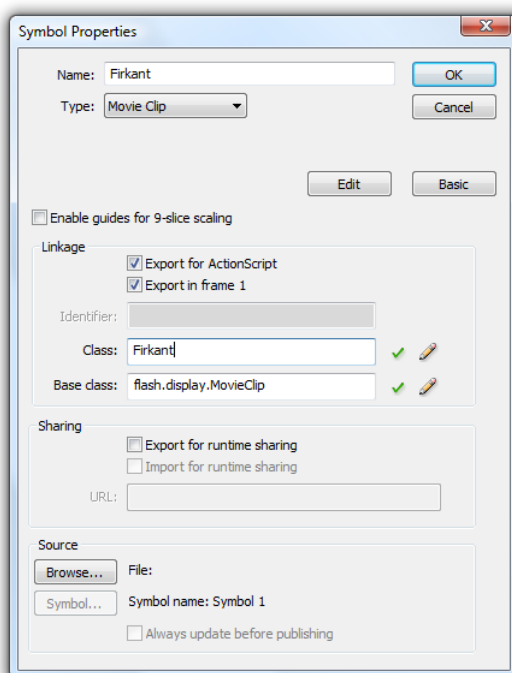 Symbol Properties
Name: Firkant OK
Type: Movie Clip Cancel
Edit Basic
Enable guides for 9-slice scaling
Linkage
Export for ActionScript
Export in frame 1
Identifier:
Class: Firkant
Base class: flash.display.MovieClip
Sharing
Export for runtime sharing
Import for runtime sharing
URL:
Source
Browse... File:
Symbol... Symbol name: Symbol 1
Always update before publishing